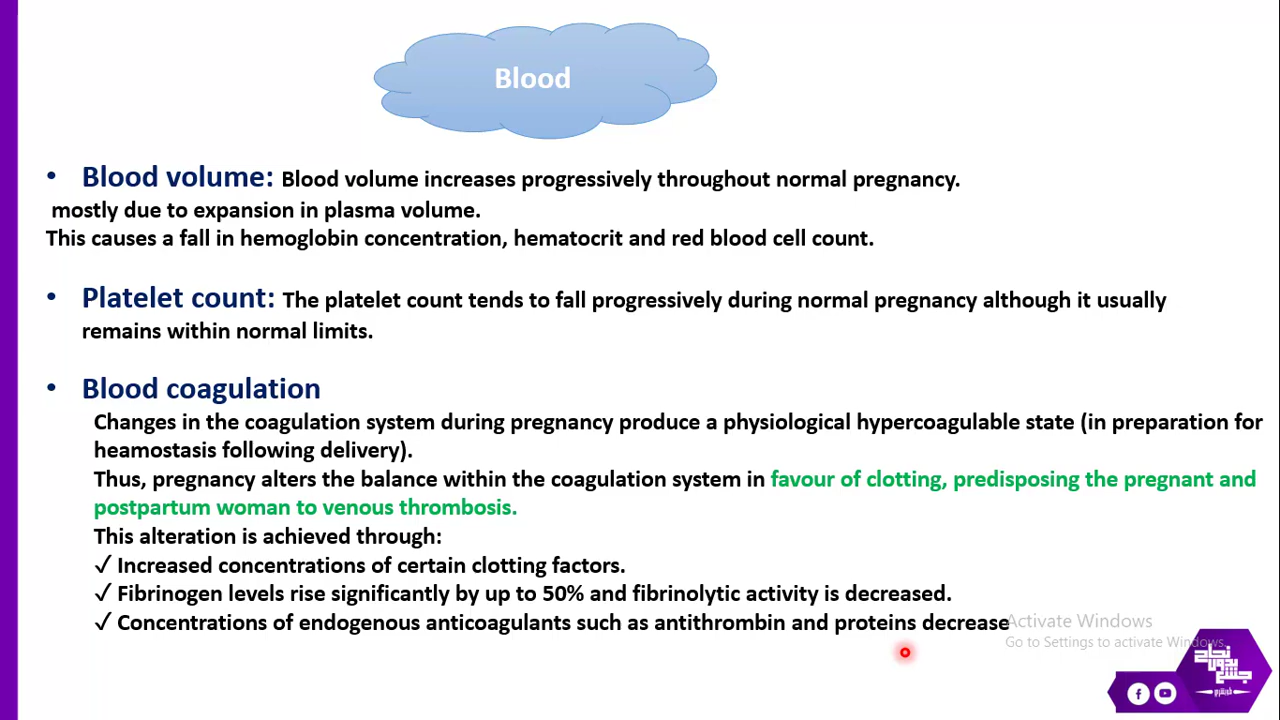 Blood
• Blood volume: Blood volume increases progressively throughout normal pregnancy.
mostly due to expansion in plasma volume.
This causes a fall in hemoglobin concentration, hematocrit and red blood cell count.
• Platelet count: The platelet count tends to fall progressively during normal pregnancy although it usually
remains within normal limits.
• Blood coagulation
Changes in the coagulation system during pregnancy produce a physiological hypercoagulable state (in preparation for
heamostasis following delivery).
Thus, pregnancy alters the balance within the coagulation system in favour of clotting, predisposing the pregnant and
postpartum woman to venous thrombosis.
This alteration is achieved through:
✓ Increased concentrations of certain clotting factors.
✓ Fibrinogen levels rise significantly by up to 50% and fibrinolytic activity is decreased.
✓ Concentrations of endogenous anticoagulants such as antithrombin and proteins decrease
Activate Windows
Go to Settings to activate Windows.